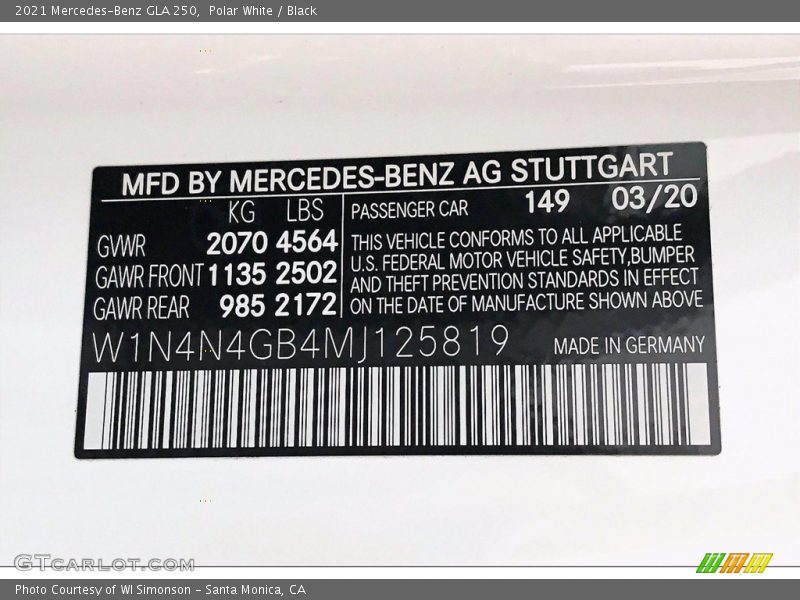 2021 Mercedes-Benz GLA 250,  Polar White / Black
MFD BY MERCEDES-BENZ AG STUTTGART
KG LBS
GVWR 2070 4564
GAWR FRONT 1135 2502
GAWR REAR 985 2172
PASSENGER CAR 149 03/20
THIS VEHICLE CONFORMS TO ALL APPLICABLE
U.S. FEDERAL MOTOR VEHICLE SAFETY,BUMPER
AND THEFT PREVENTION STANDARDS IN EFFECT
ON THE DATE OF MANUFACTURE SHOWN ABOVE
W1N4N4GB4MJ125819 MADE IN GERMANY
GTCARLOT.COM
Photo Courtesy of WI Simonson - Santa Monica, CA